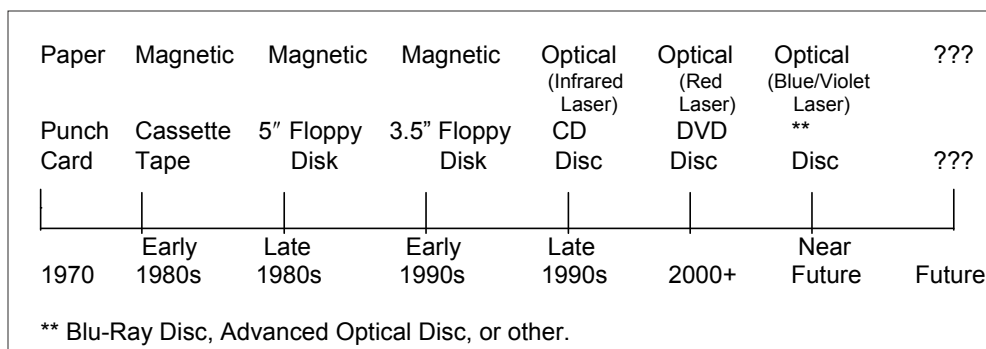 Paper Magnetic Magnetic Magnetic Optical Optical Optical ???
(Infrared (Red (Blue/Violet
Laser) Laser) Laser)
Punch Cassette 5″ Floppy 3.5” Floppy CD DVD **
Card Tape Disk Disk Disc Disc Disc ???
Early Late Early Late Near
1970 1980s 1980s 1990s 1990s 2000+ Future Future
** Blu-Ray Disc, Advanced Optical Disc, or other.